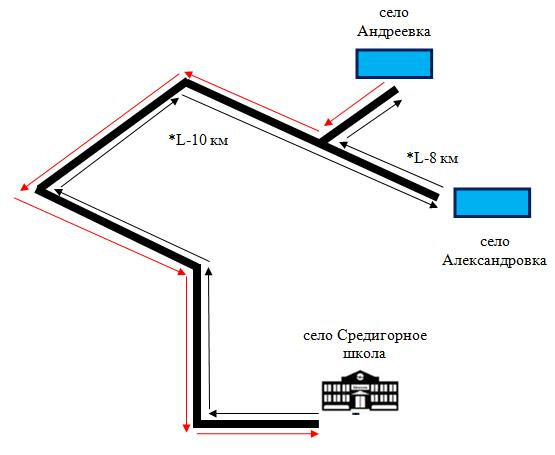 село
Андреевка
*L-10 км
*L-8 км
село
Александровка
село Средигорное
школа